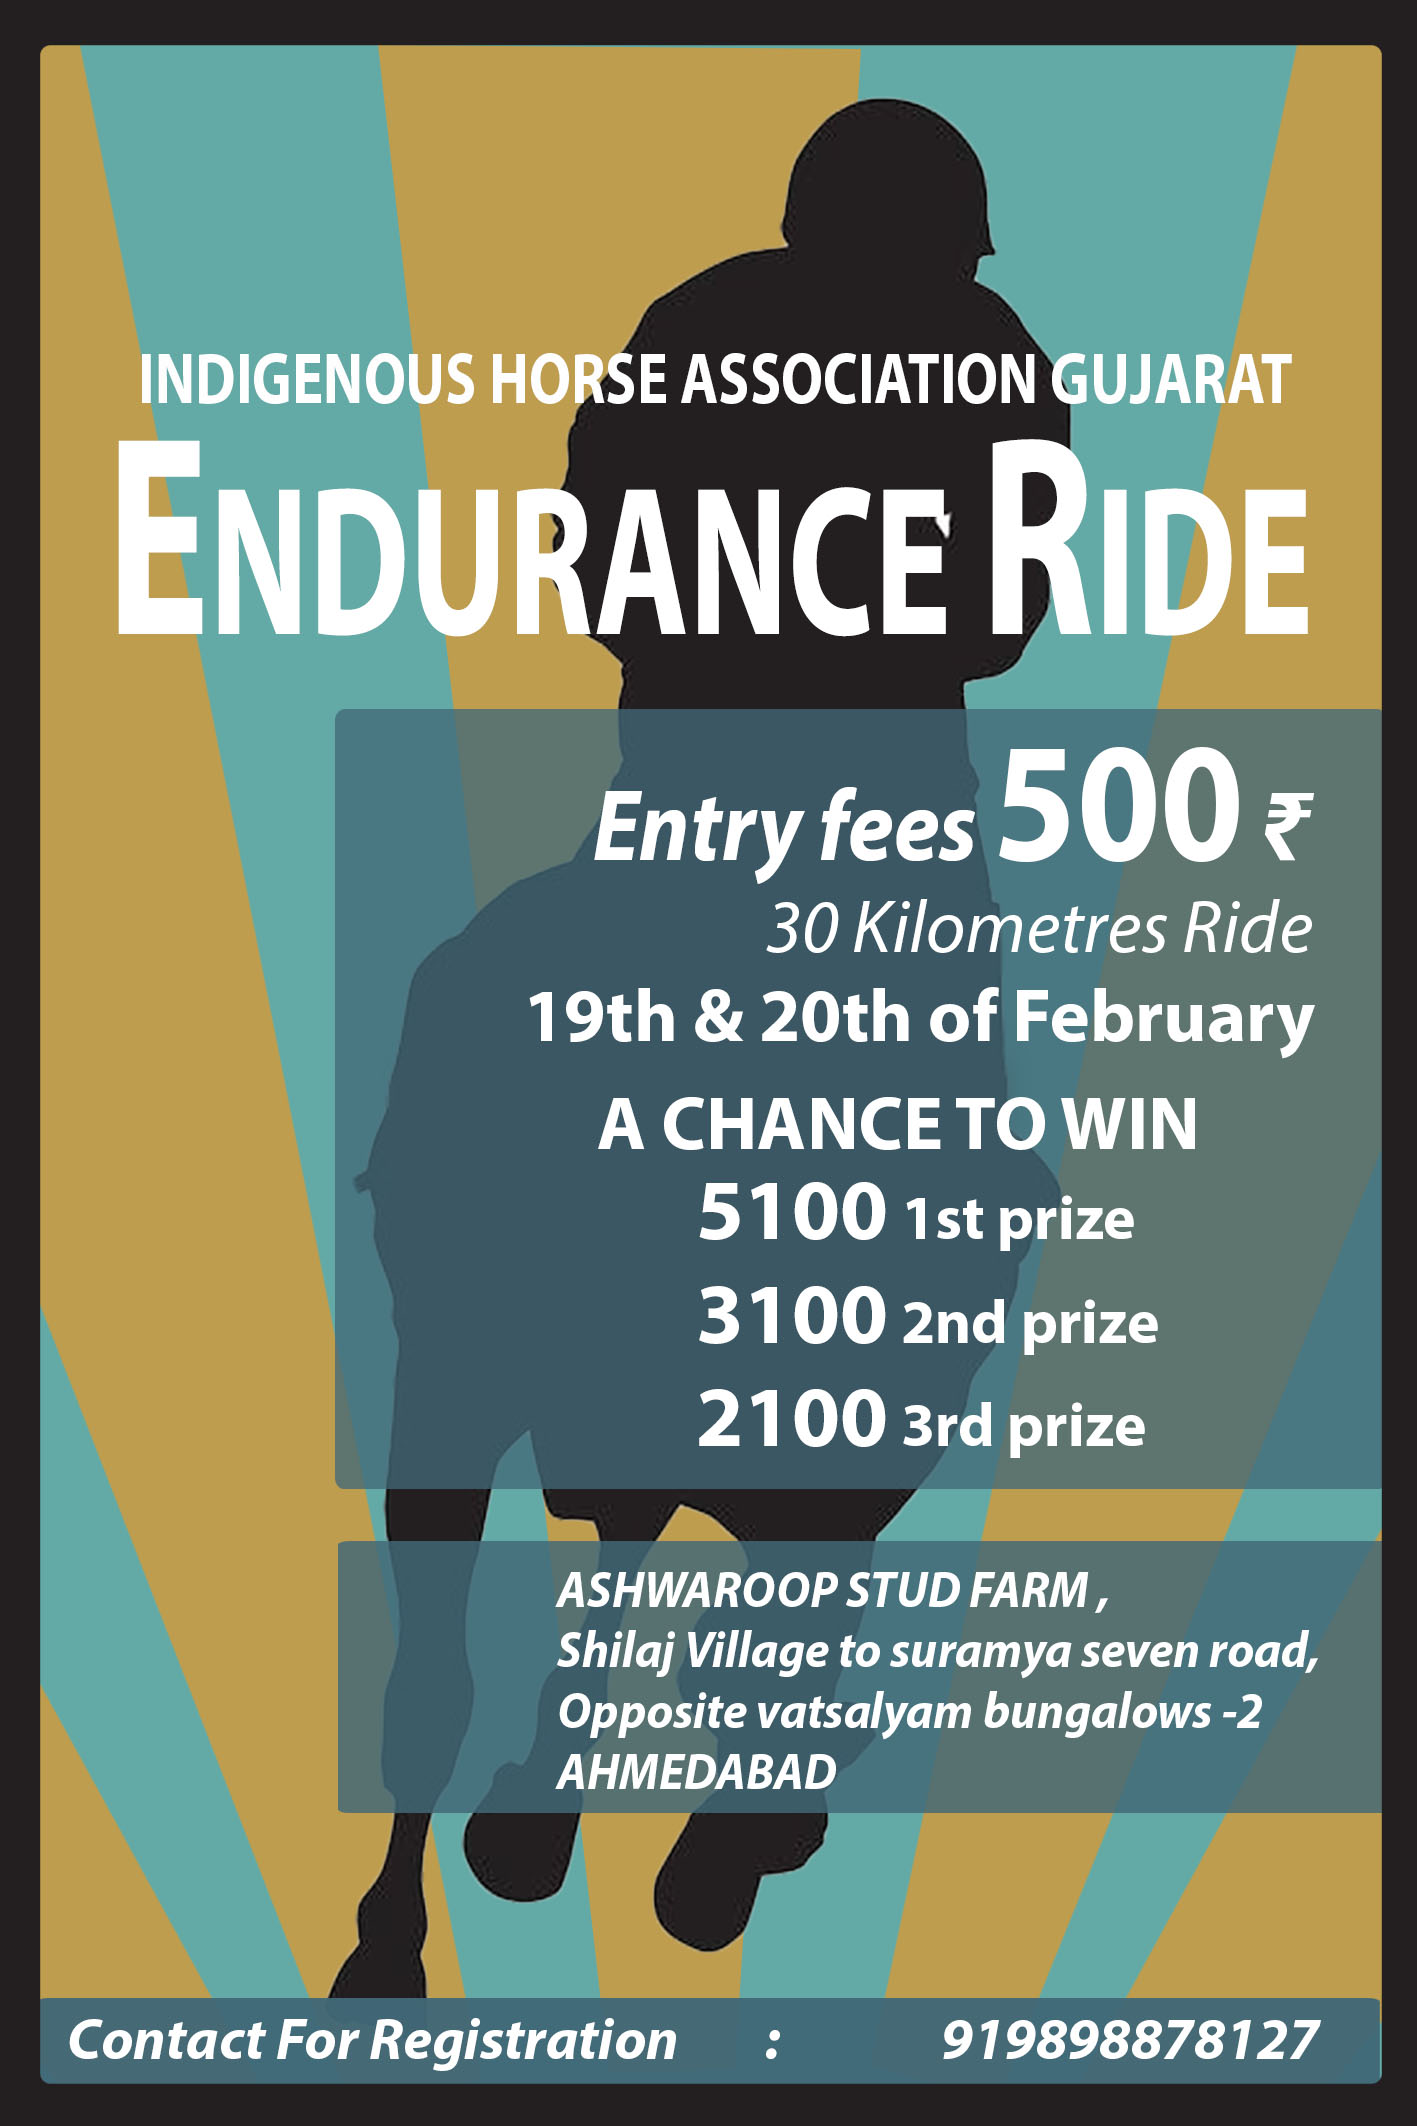 INDIGENOUS HORSE ASSOCIATION GUJARAT
ENDURANCE RIDE
Entry fees 500 ₹
30 Kilometres Ride
19th & 20th of February
A CHANCE TO WIN
5100 1st prize
3100 2nd prize
2100 3rd prize
ASHWAROOP STUD FARM ,
Shilaj Village to suramya seven road,
Opposite vatsalyam bungalows -2
AHMEDABAD
Contact For Registration : 919898878127